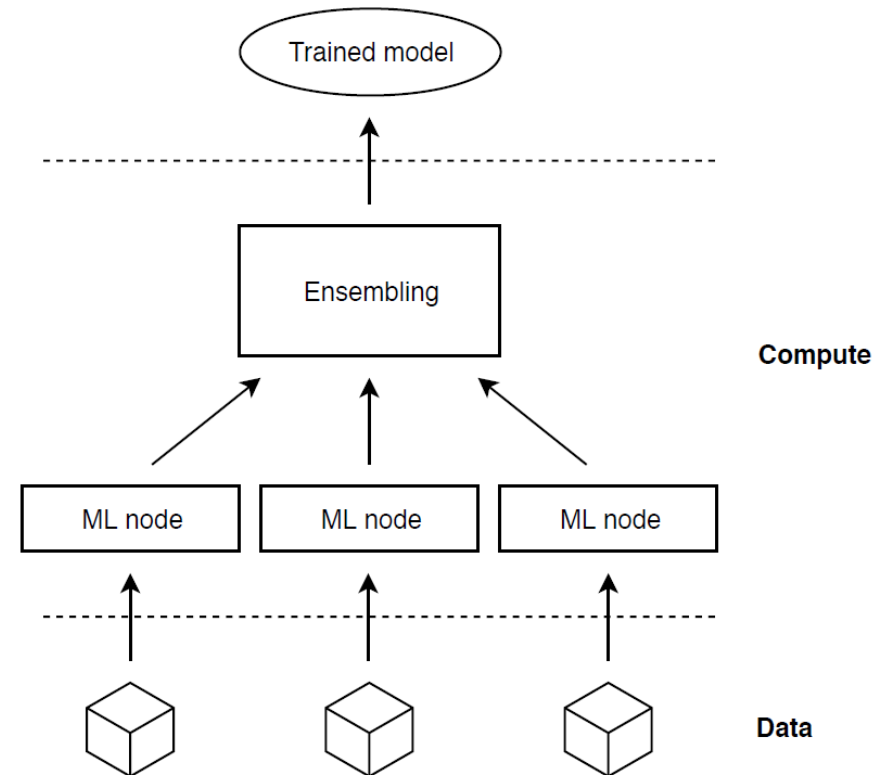 Trained model
Ensembling
Compute
ML node
ML node
ML node
Data